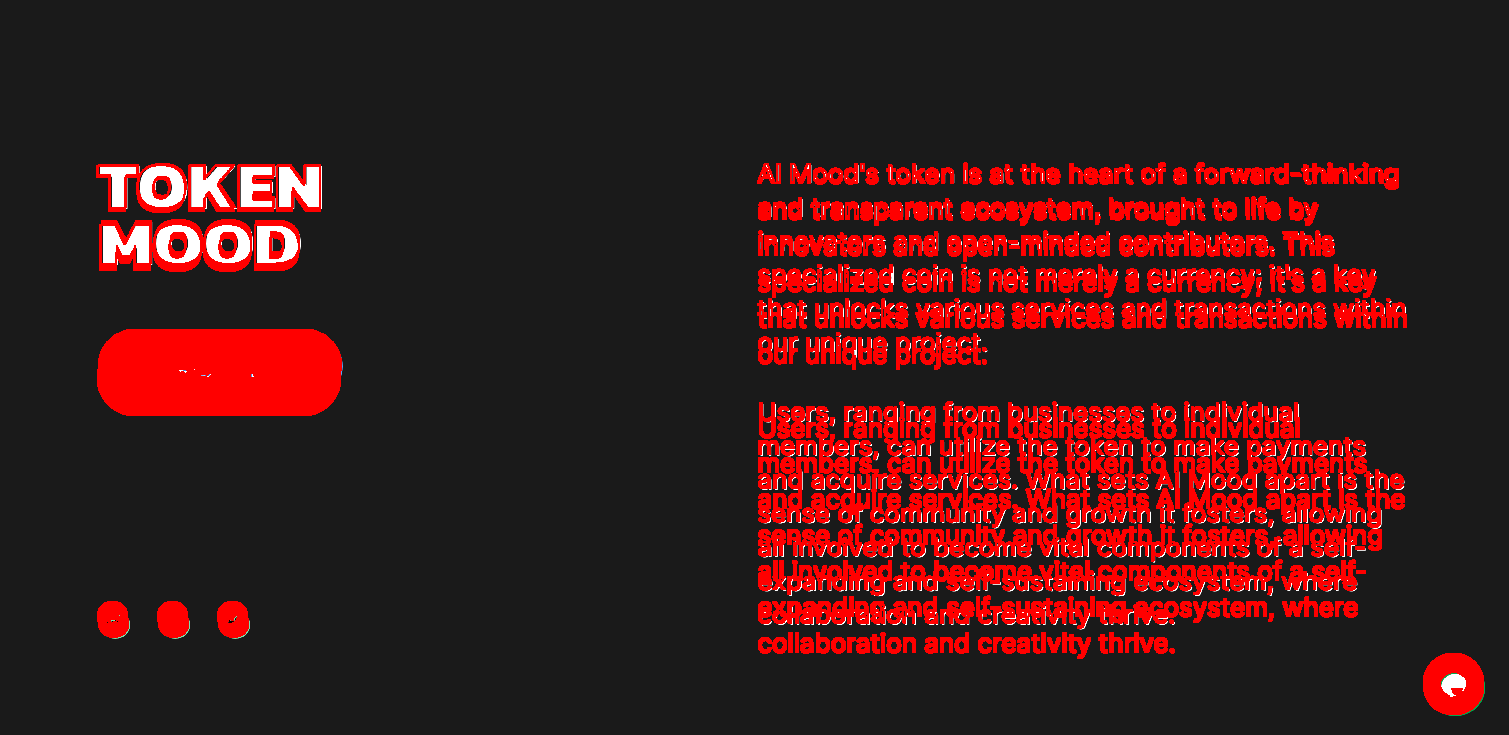 TOKEN
MOOD
AI Mood's token is at the heart of a forward-thinking
and transparent ecosystem, brought to life by
innovators and open-minded contributors. This
specialized coin is not merely a currency; it's a key
that unlocks various services and transactions within
our unique project.
Users, ranging from businesses to individual
members, can utilize the token to make payments
and acquire services. What sets AI Mood apart is the
sense of community and growth it fosters, allowing
all involved to become vital components of a self-
expanding and self-sustaining ecosystem, where
collaboration and creativity thrive.